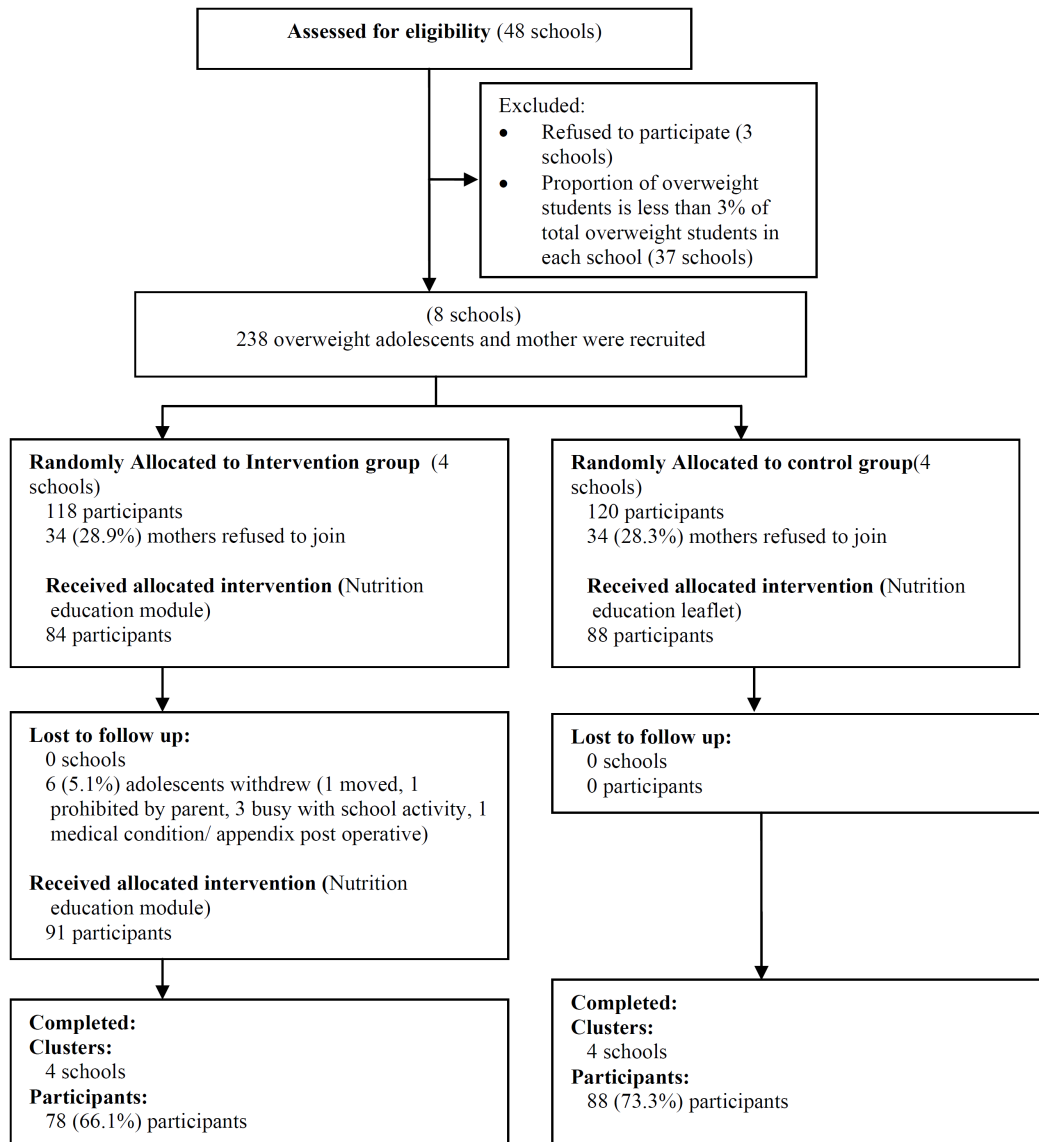 Assessed for eligibility (48 schools)
Excluded:
• Refused to participate (3
schools)
• Proportion of overweight
students is less than 3% of
total overweight students in
each school (37 schools)
(8 schools)
238 overweight adolescents and mother were recruited
Randomly Allocated to Intervention group (4
schools)
118 participants
34 (28.9%) mothers refused to join
Received allocated intervention (Nutrition
education module)
84 participants
Randomly Allocated to control group(4
schools)
120 participants
34 (28.3%) mothers refused to join
Received allocated intervention (Nutrition
education leaflet)
88 participants
Lost to follow up:
0 schools
6 (5.1%) adolescents withdrew (1 moved, 1
prohibited by parent, 3 busy with school activity, 1
medical condition/ appendix post operative)
Received allocated intervention (Nutrition
education module)
91 participants
Lost to follow up:
0 schools
0 participants
Completed:
Clusters:
4 schools
Participants:
78 (66.1%) participants
Completed:
Clusters:
4 schools
Participants:
88 (73.3%) participants